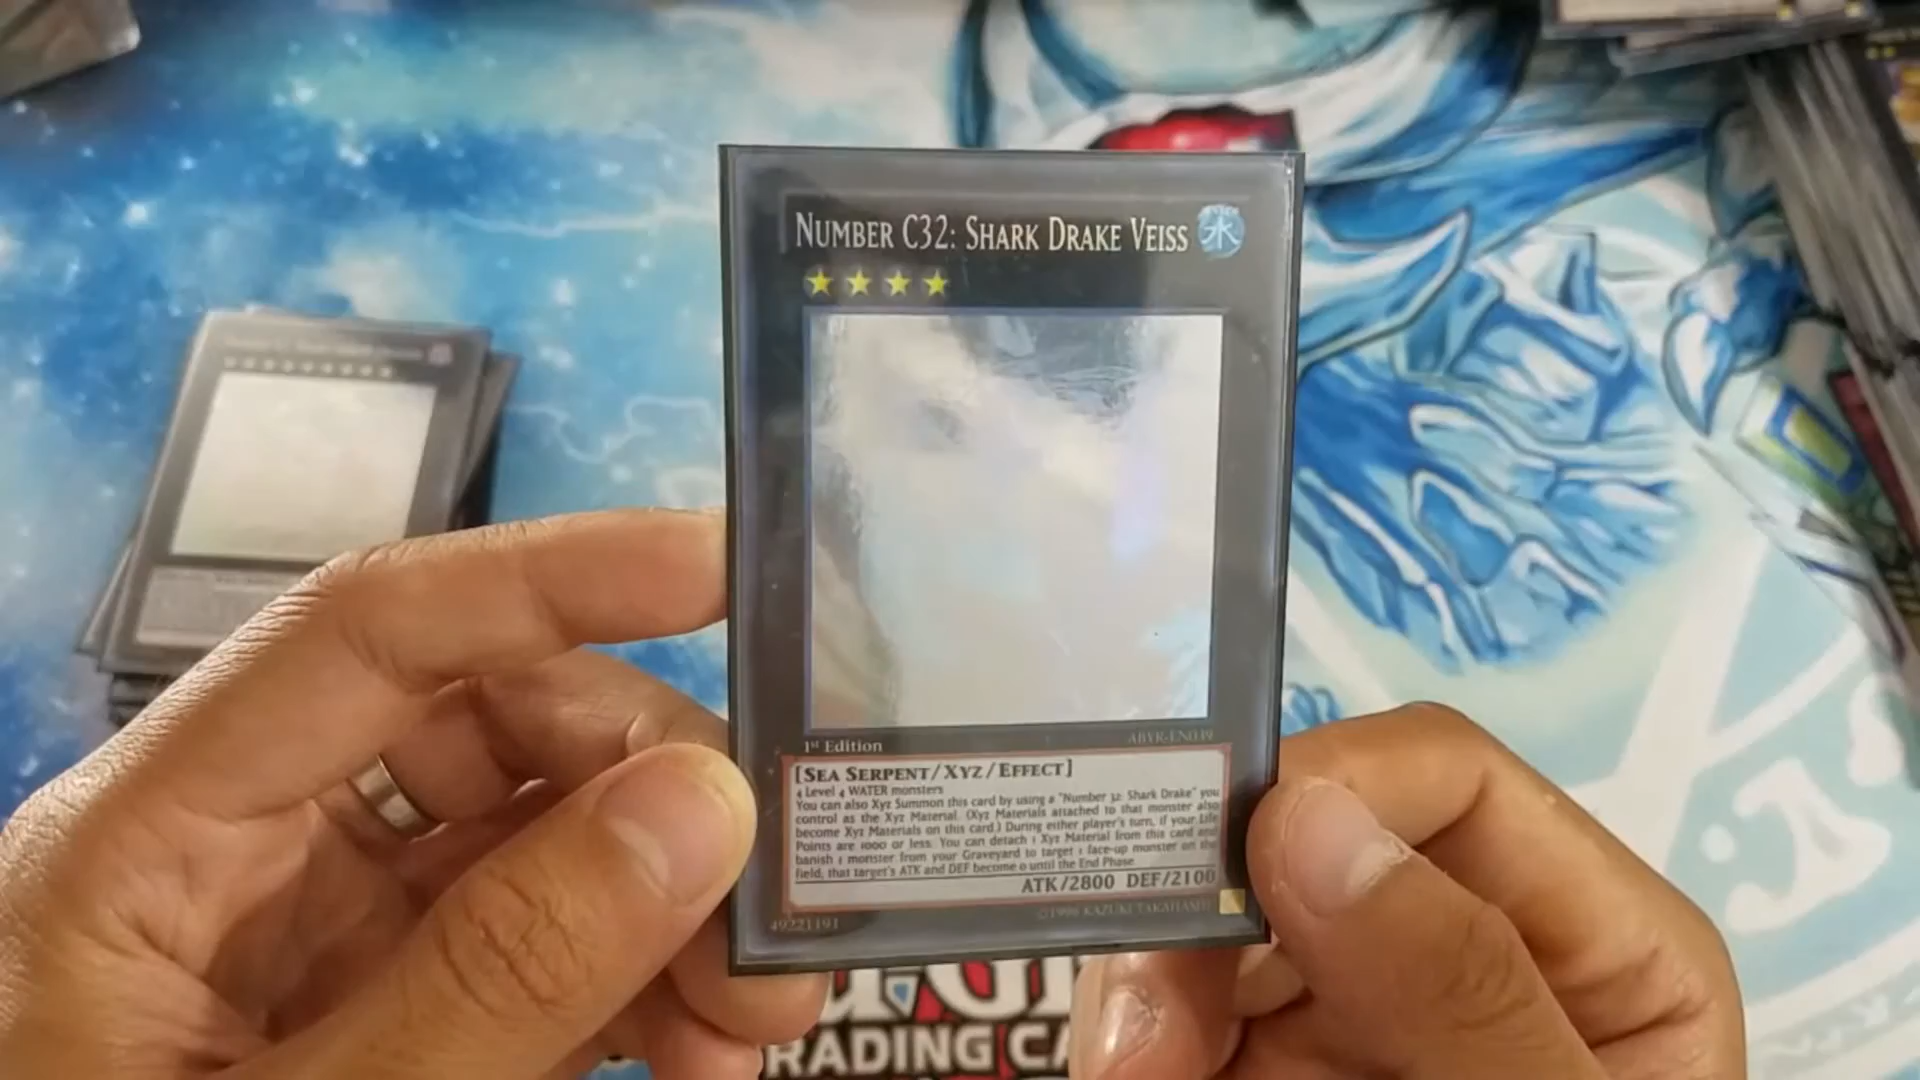 NUMBER C32: SHARK DRAKE VEISS
水
1st Edition
ABYR-EN039
[SEA SERPENT/XYZ/EFFECT]
4 Level 4 WATER monsters
You can also Xyz Summon this card by using a "Number 32: Shark Drake" you
control as the Xyz Material. (Xyz Materials attached to that monster also
become Xyz Materials on this card.) During either player's turn, if your Life
Points are 1000 or less: You can detach 1 Xyz Material from this card and
banish 1 monster from your Graveyard to target 1 face-up monster on the
field; that target's ATK and DEF become 0 until the End Phase.
ATK/2800 DEF/2100
49221191
©1996 KAZUKI TAKAHASHI
TRADING CA